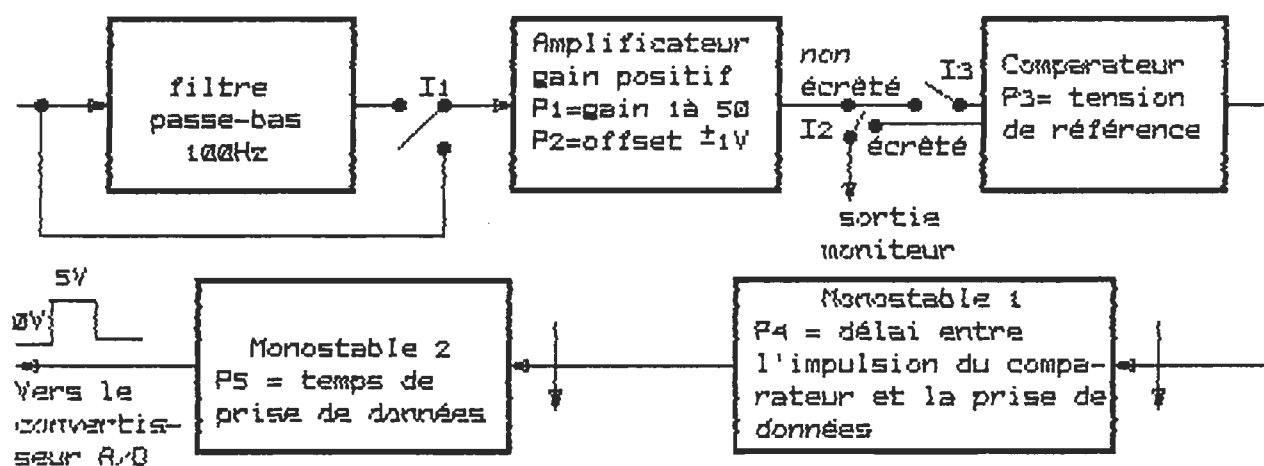 filtre
passe-bas
100Hz
I1
Amplificateur
gain positif
P1=gain 1à 50
P2=offset ±1V
non
écrêté
I3
I2
écrêté
sortie
moniteur
Comparateur
P3= tension
de référence
5V
0V
Vers le
convertis-
seur A/D
Monostable 2
P5 = temps de
prise de données
Monostable 1
P4 = délai entre
l'impulsion du compa-
rateur et la prise de
données